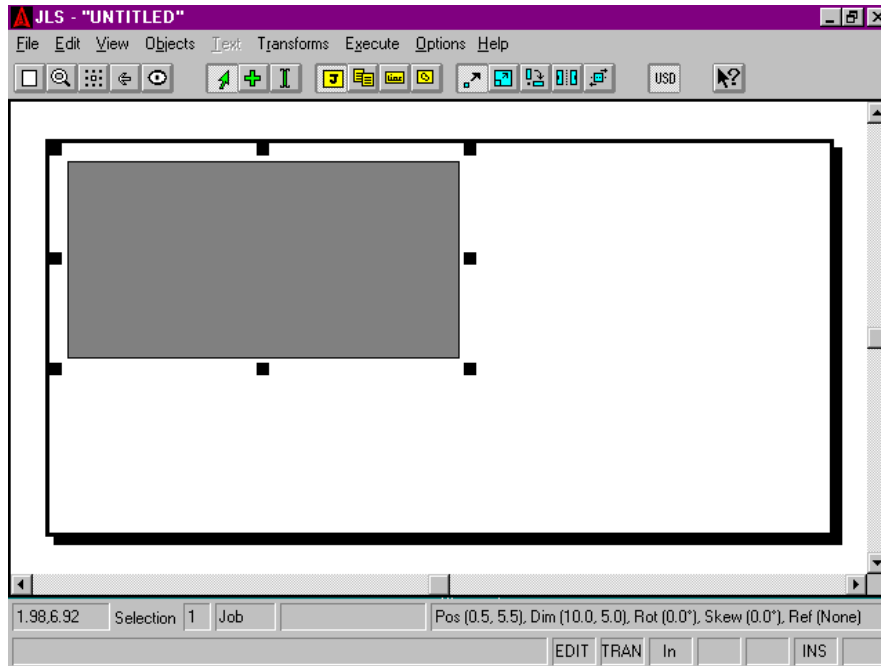 JLS - "UNTITLED"
File Edit View Objects Text Transforms Execute Options Help
J USD ?
1.98,6.92 Selection 1 Job Pos (0.5, 5.5), Dim (10.0, 5.0), Rot (0.0°), Skew (0.0°), Ref (None)
EDIT TRAN In INS